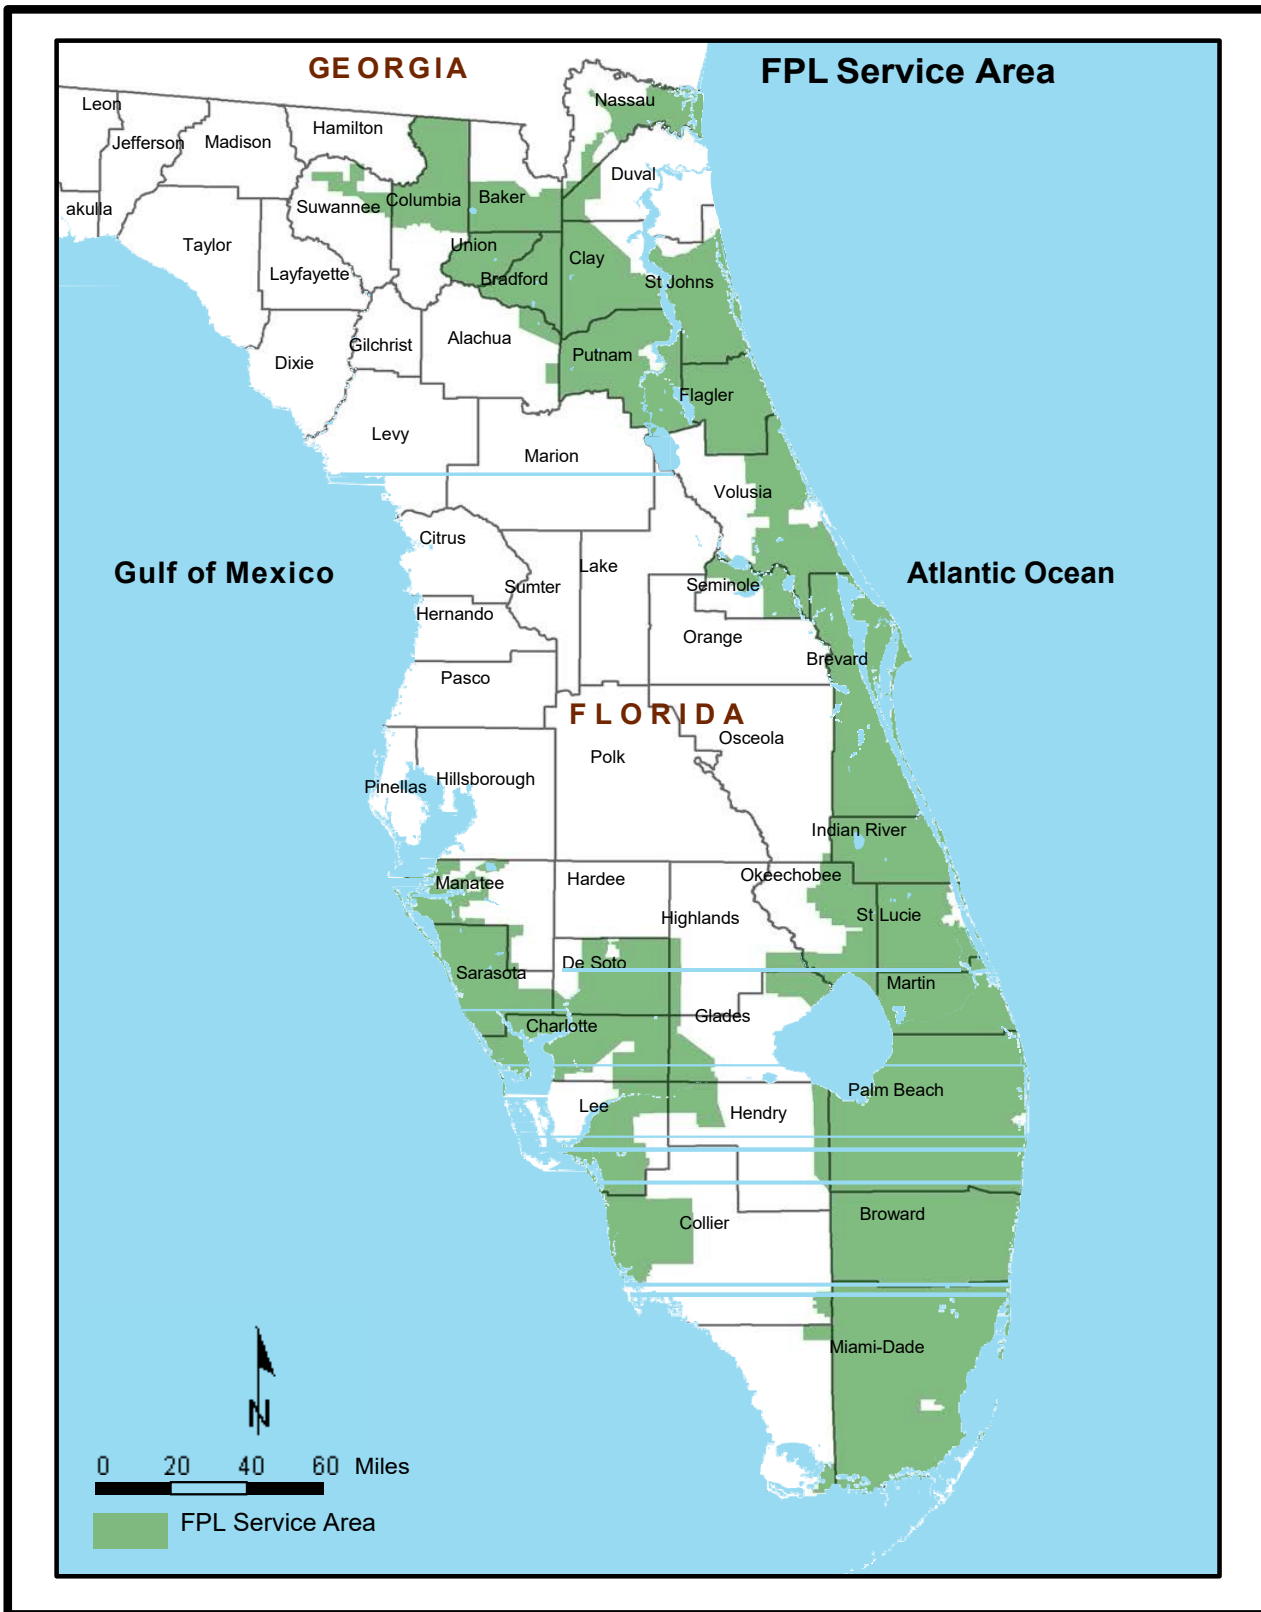 GEORGIA
FPL Service Area
Leon
Nassau
Jefferson
Madison
Hamilton
Duval
akulla
Suwannee
Columbia
Baker
Taylor
Union
Layfayette
Bradford
Clay
St Johns
Gilchrist
Alachua
Dixie
Putnam
Flagler
Levy
Marion
Volusia
Citrus
Gulf of Mexico
Lake
Atlantic Ocean
Sumter
Seminole
Hernando
Orange
Brevard
Pasco
FLORIDA
Osceola
Polk
Pinellas
Hillsborough
Indian River
Manatee
Hardee
Okeechobee
Highlands
St Lucie
Sarasota
De Soto
Martin
Charlotte
Glades
Palm Beach
Lee
Hendry
Collier
Broward
Miami-Dade
N
0 20 40 60 Miles
FPL Service Area